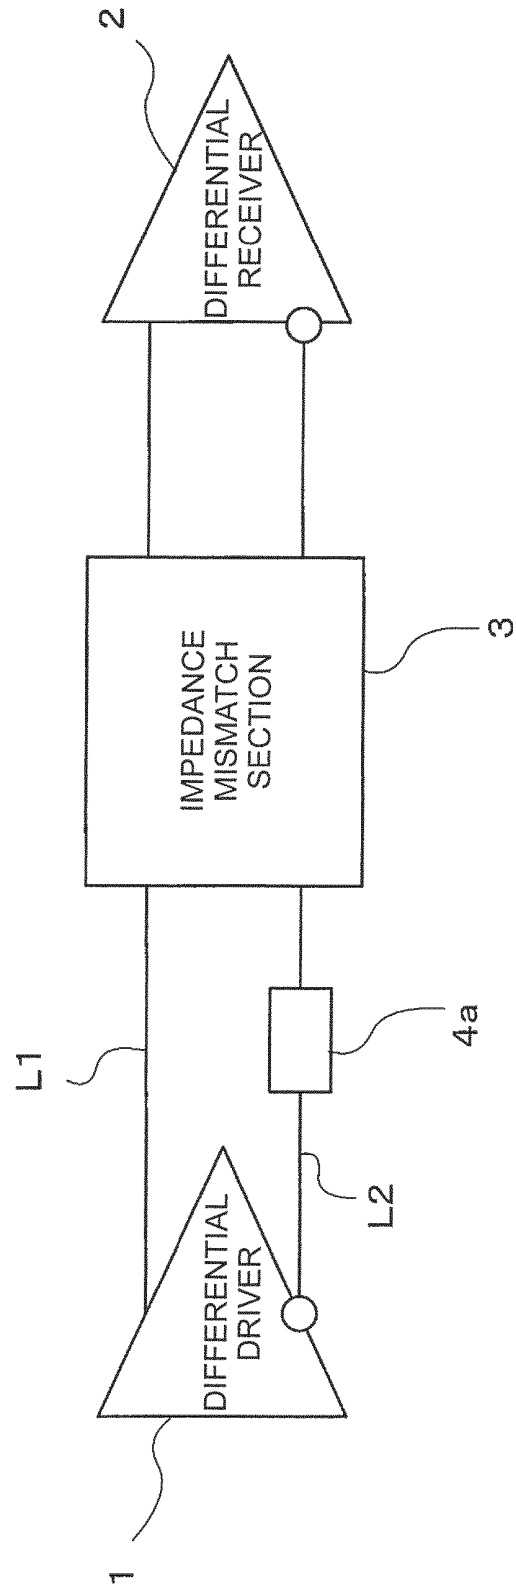 1
DIFFERENTIAL
DRIVER
L1
L2
4a
IMPEDANCE
MISMATCH
SECTION
3
DIFFERENTIAL
RECEIVER
2